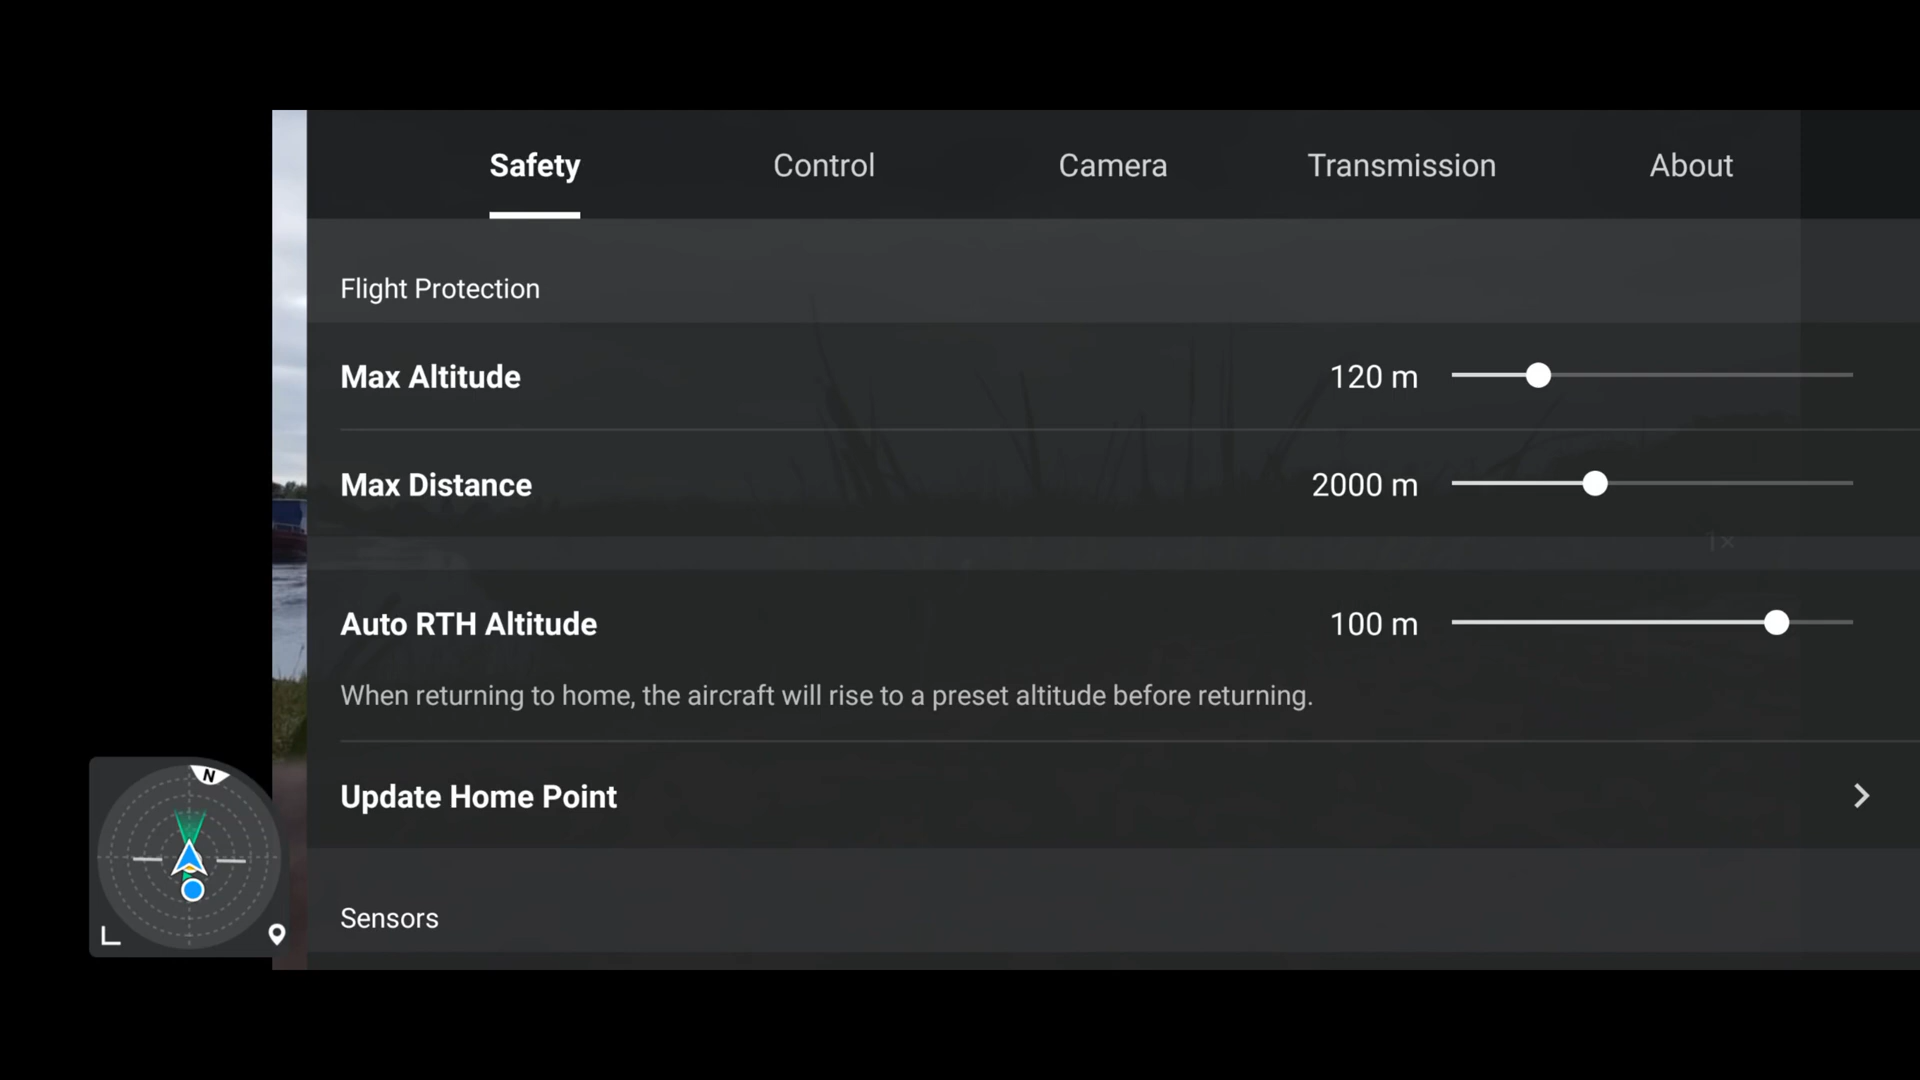 Safety Control Camera Transmission About
Flight Protection
Max Altitude 120 m
Max Distance 2000 m
1×
Auto RTH Altitude 100 m
When returning to home, the aircraft will rise to a preset altitude before returning.
Update Home Point
N
Sensors